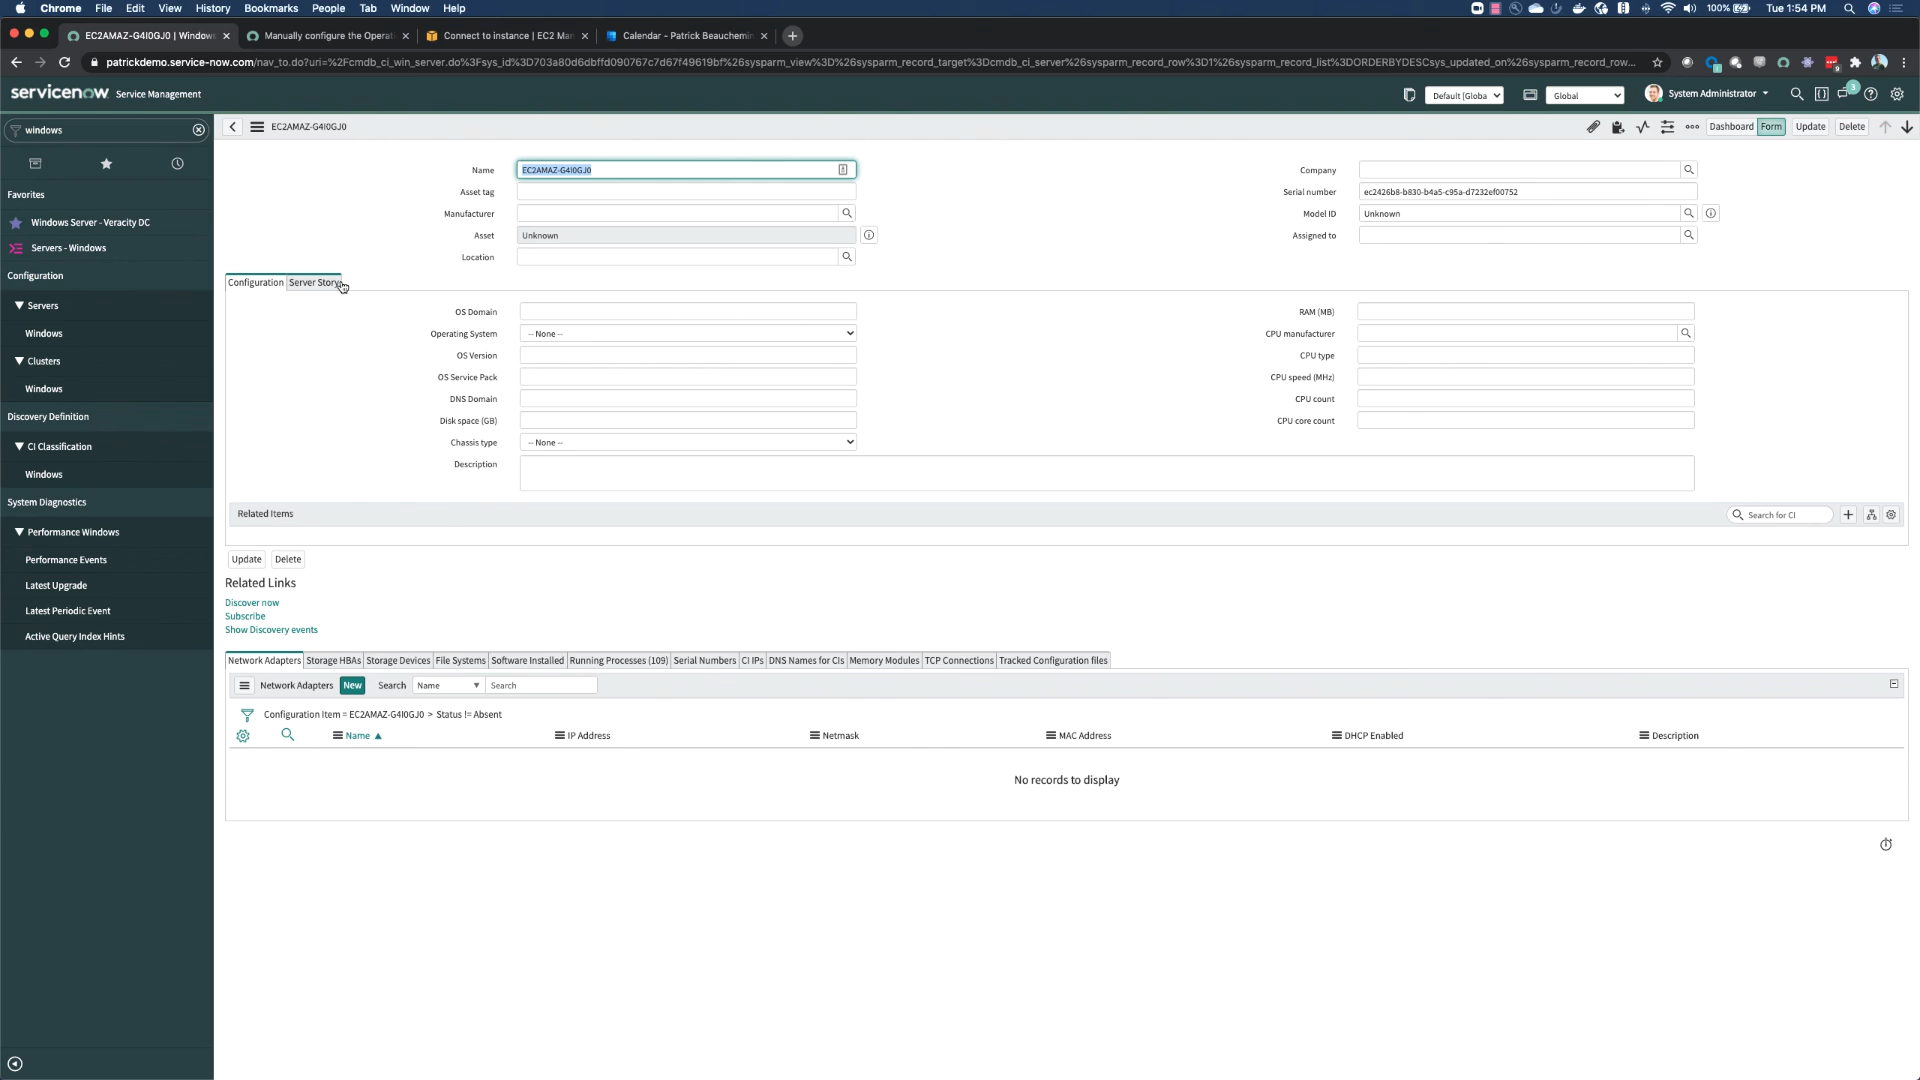 Chrome File Edit View History Bookmarks People Tab Window Help 100% Tue 1:54 PM
EC2AMAZ-G4I0GJ0 | Windows Manually configure the Operati Connect to instance | EC2 Man Calendar - Patrick Beauchemin
patrickdemo.service-now.com/nav_to.do?uri=%2Fcmdb_ci_win_server.do%3Fsys_id%3D703a80d6dbffd090767c7d67f49619bf%26sysparm_view%3D%26sysparm_record_target%3Dcmdb_ci_server%26sysparm_record_row%3D1%26sysparm_record_list%3DORDERBYDESCsys_updated_on%26sysparm_record_row...
servicenow Service Management Default [Globa Global System Administrator 3
windows
EC2AMAZ-G4I0GJ0 Dashboard Form Update Delete
Favorites
Windows Server - Veracity DC
Servers - Windows
Configuration
Servers
Windows
Clusters
Windows
Discovery Definition
CI Classification
Windows
System Diagnostics
Performance Windows
Performance Events
Latest Upgrade
Latest Periodic Event
Active Query Index Hints
Name EC2AMAZ-G4I0GJ0 Company
Asset tag Serial number ec2426b8-b830-b4a5-c95a-d7232ef00752
Manufacturer Model ID Unknown
Asset Unknown Assigned to
Location
Configuration Server Story
OS Domain RAM (MB)
Operating System -- None -- CPU manufacturer
OS Version CPU type
OS Service Pack CPU speed (MHz)
DNS Domain CPU count
Disk space (GB) CPU core count
Chassis type -- None --
Description
Related Items Search for CI
Update Delete
Related Links
Discover now
Subscribe
Show Discovery events
Network Adapters Storage HBAs Storage Devices File Systems Software Installed Running Processes (109) Serial Numbers CI IPs DNS Names for CIs Memory Modules TCP Connections Tracked Configuration files
Network Adapters New Search Name Search
Configuration Item = EC2AMAZ-G4I0GJ0 > Status != Absent
Name IP Address Netmask MAC Address DHCP Enabled Description
No records to display